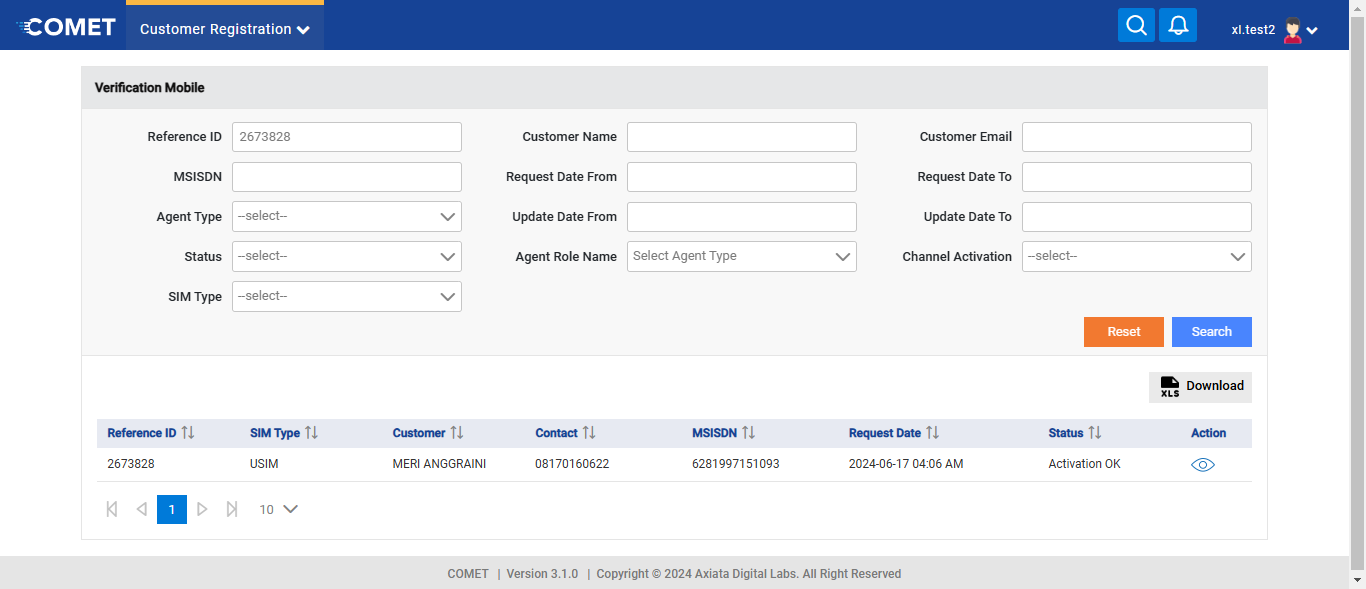 COMET Customer Registration xl.test2
Verification Mobile
Reference ID 2673828 Customer Name Customer Email
MSISDN Request Date From Request Date To
Agent Type --select-- Update Date From Update Date To
Status --select-- Agent Role Name Select Agent Type Channel Activation --select--
SIM Type --select--
Reset Search
XLS Download
Reference ID SIM Type Customer Contact MSISDN Request Date Status Action
2673828 USIM MERI ANGGRAINI 08170160622 6281997151093 2024-06-17 04:06 AM Activation OK
1 10
COMET | Version 3.1.0 | Copyright © 2024 Axiata Digital Labs. All Right Reserved